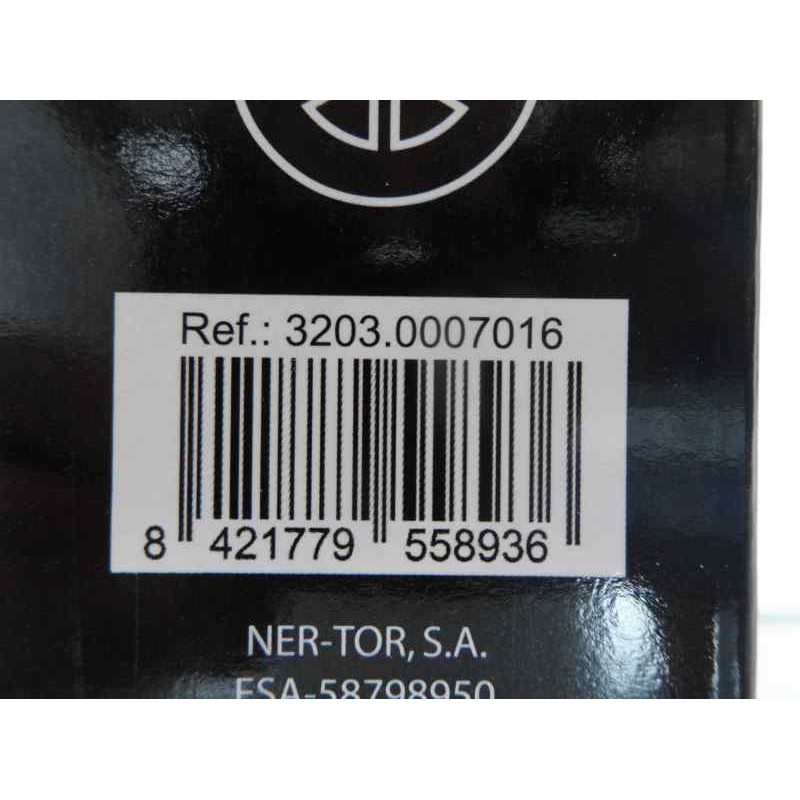 Ref.: 3203.0007016
8 421779 558936
NER-TOR, S.A.
ESA-58798950